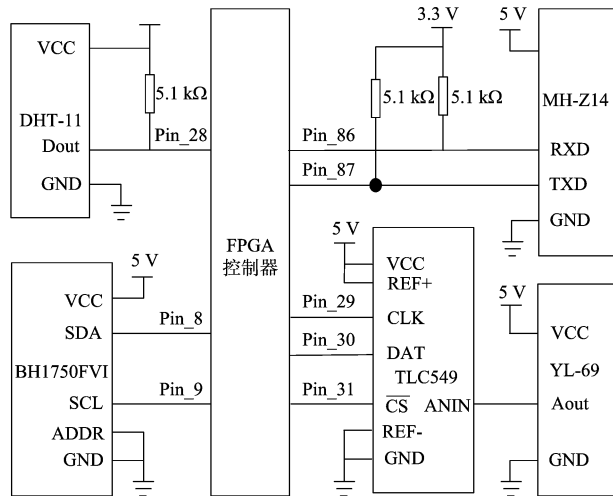 VCC
5.1 kΩ
DHT-11
Dout
GND
Pin_28
FPGA
控制器
3.3 V
5.1 kΩ
5.1 kΩ
Pin_86
Pin_87
5 V
MH-Z14
RXD
TXD
GND
5 V
VCC
SDA
BH1750FVI
SCL
ADDR
GND
Pin_8
Pin_9
5 V
VCC
REF+
Pin_29
CLK
Pin_30
DAT
TLC549
Pin_31
CS ANIN
REF-
GND
5 V
VCC
YL-69
Aout
GND